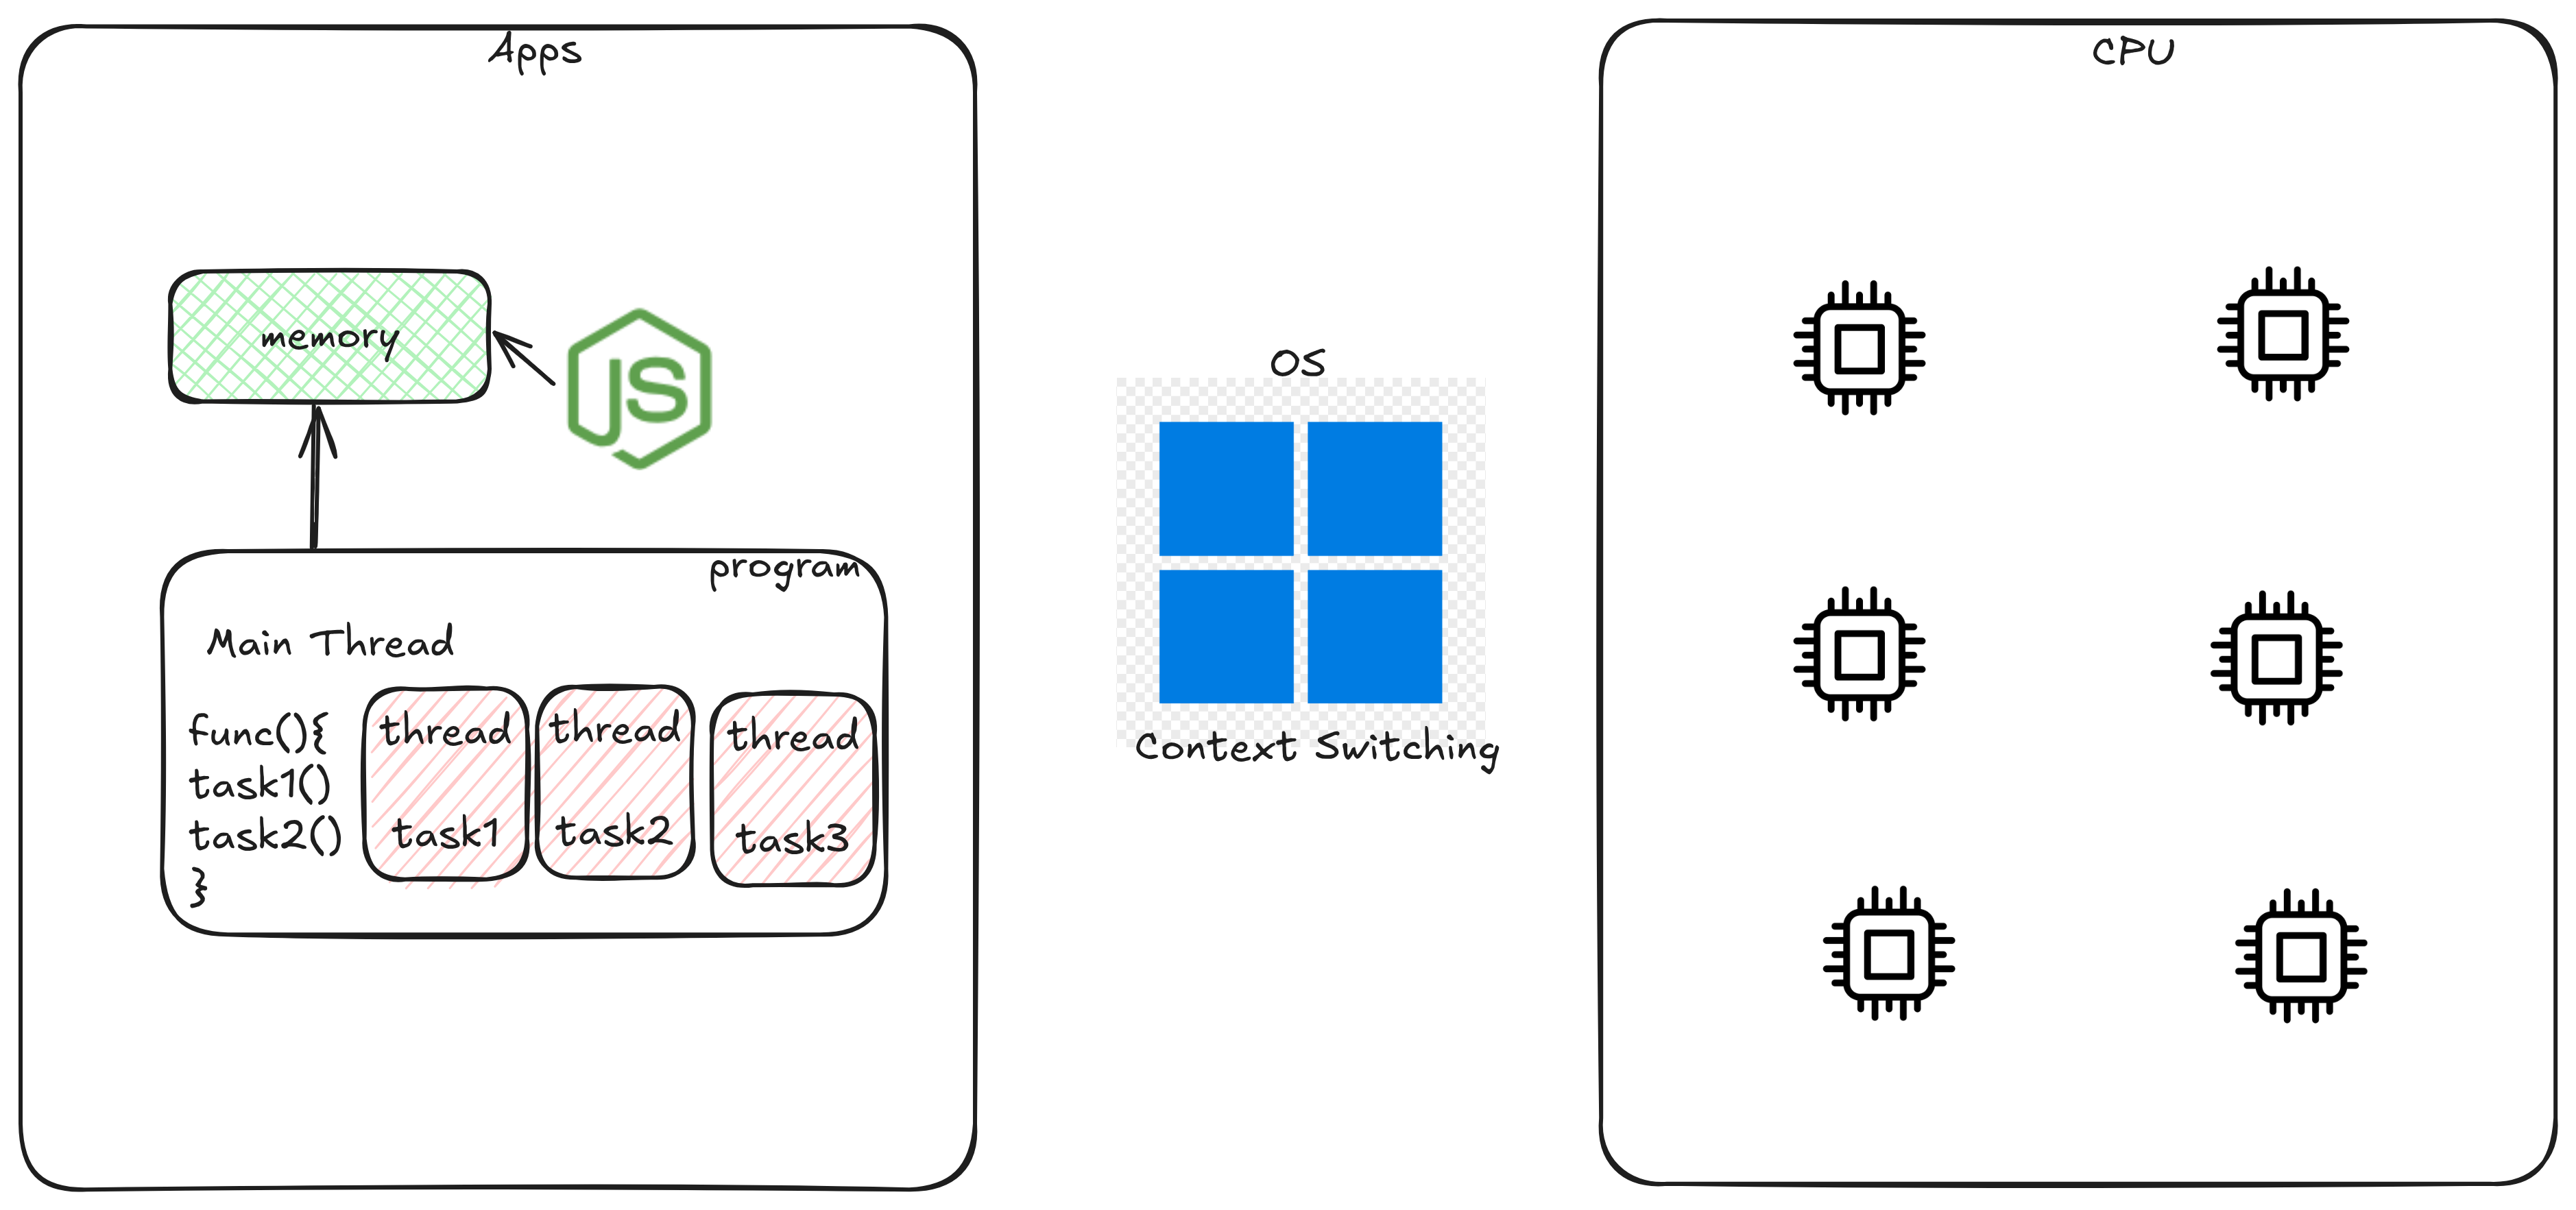 Apps
memory
JS
program
Main Thread
func(){
task1()
task2()
}
thread
task1
thread
task2
thread
task3
OS
Context Switching
CPU